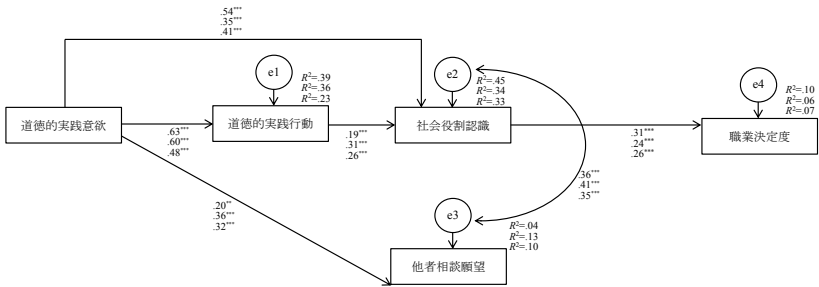 .54***
.35***
.41***
e1
R²=.39
R²=.36
R²=.23
e2
R²=.45
R²=.34
R²=.33
e4
R²=.10
R²=.06
R²=.07
道徳的実践意欲
.63***
.60***
.48***
道徳的実践行動
.19***
.31***
.26***
社会役割認識
.31***
.24***
.26***
職業決定度
.36***
.41***
.35***
.20**
.36***
.32***
e3
R²=.04
R²=.13
R²=.10
他者相談願望